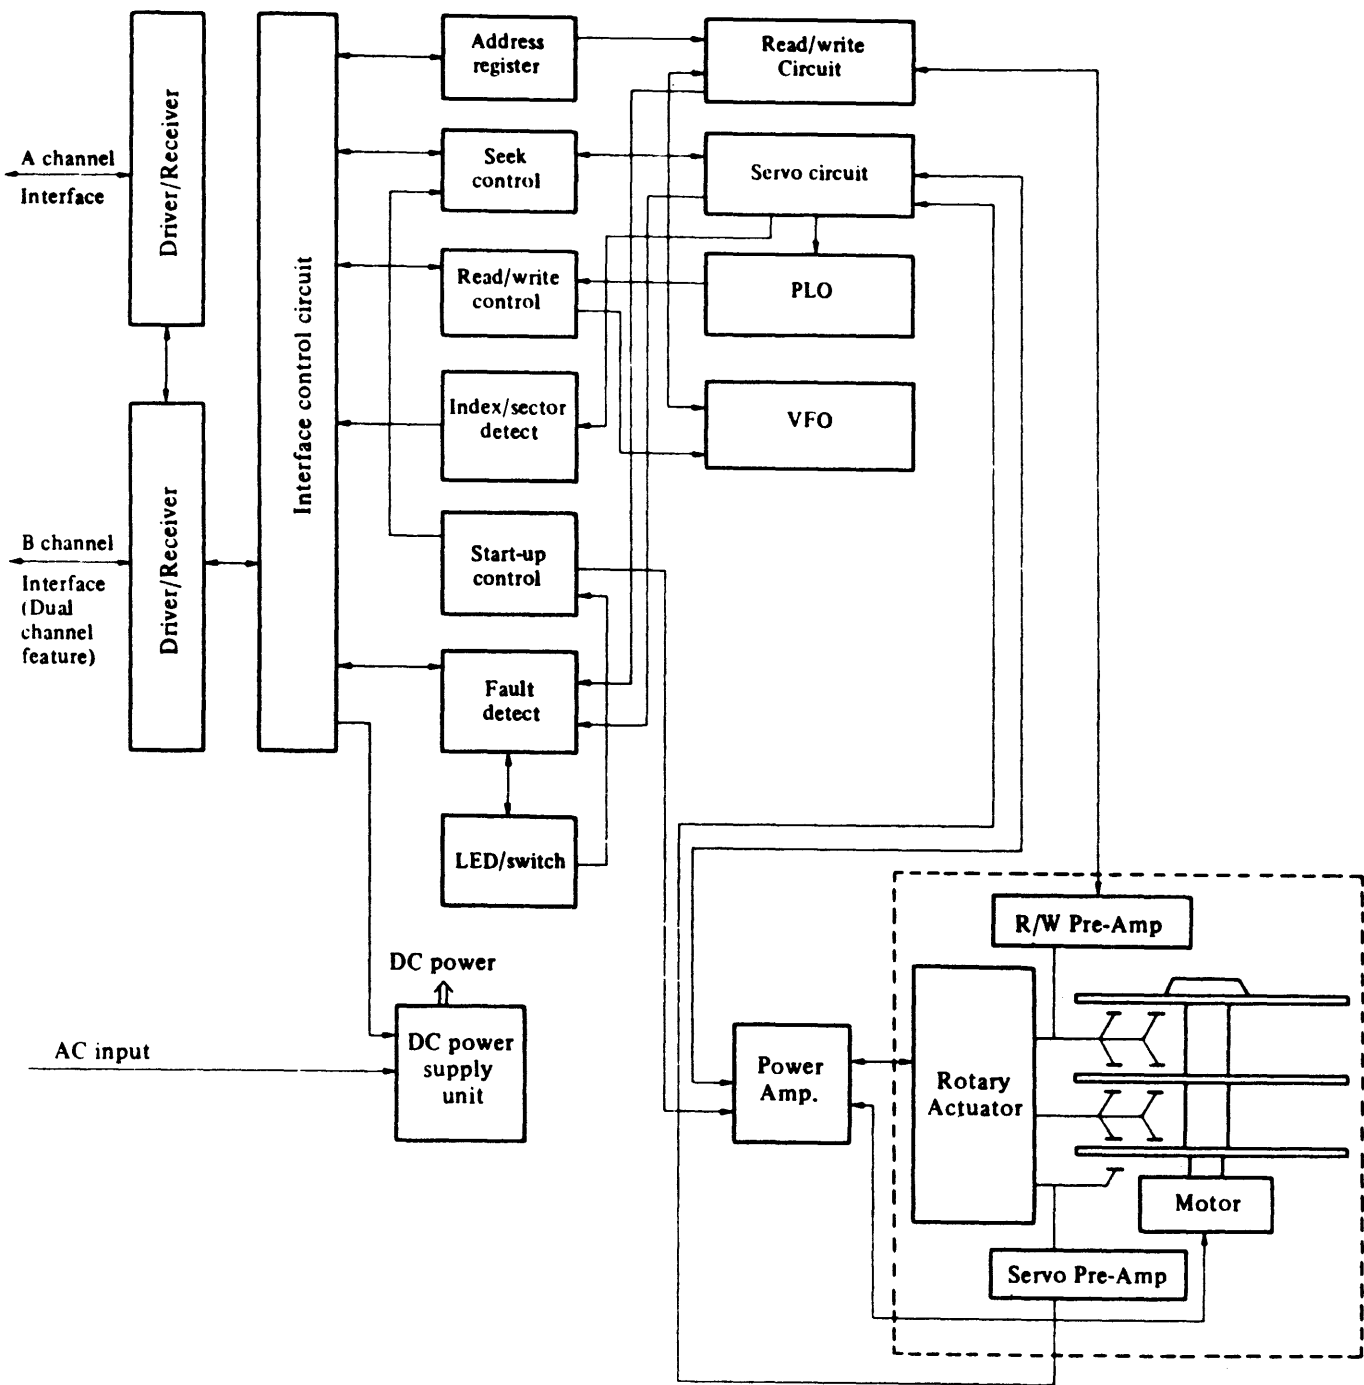 A channel
Interface
Driver/Receiver
B channel
Interface
(Dual
channel
feature)
Driver/Receiver
Interface control circuit
Address
register
Seek
control
Read/write
control
Index/sector
detect
Start-up
control
Fault
detect
LED/switch
Read/write
Circuit
Servo circuit
PLO
VFO
DC power
AC input
DC power
supply
unit
Power
Amp.
R/W Pre-Amp
Rotary
Actuator
Motor
Servo Pre-Amp